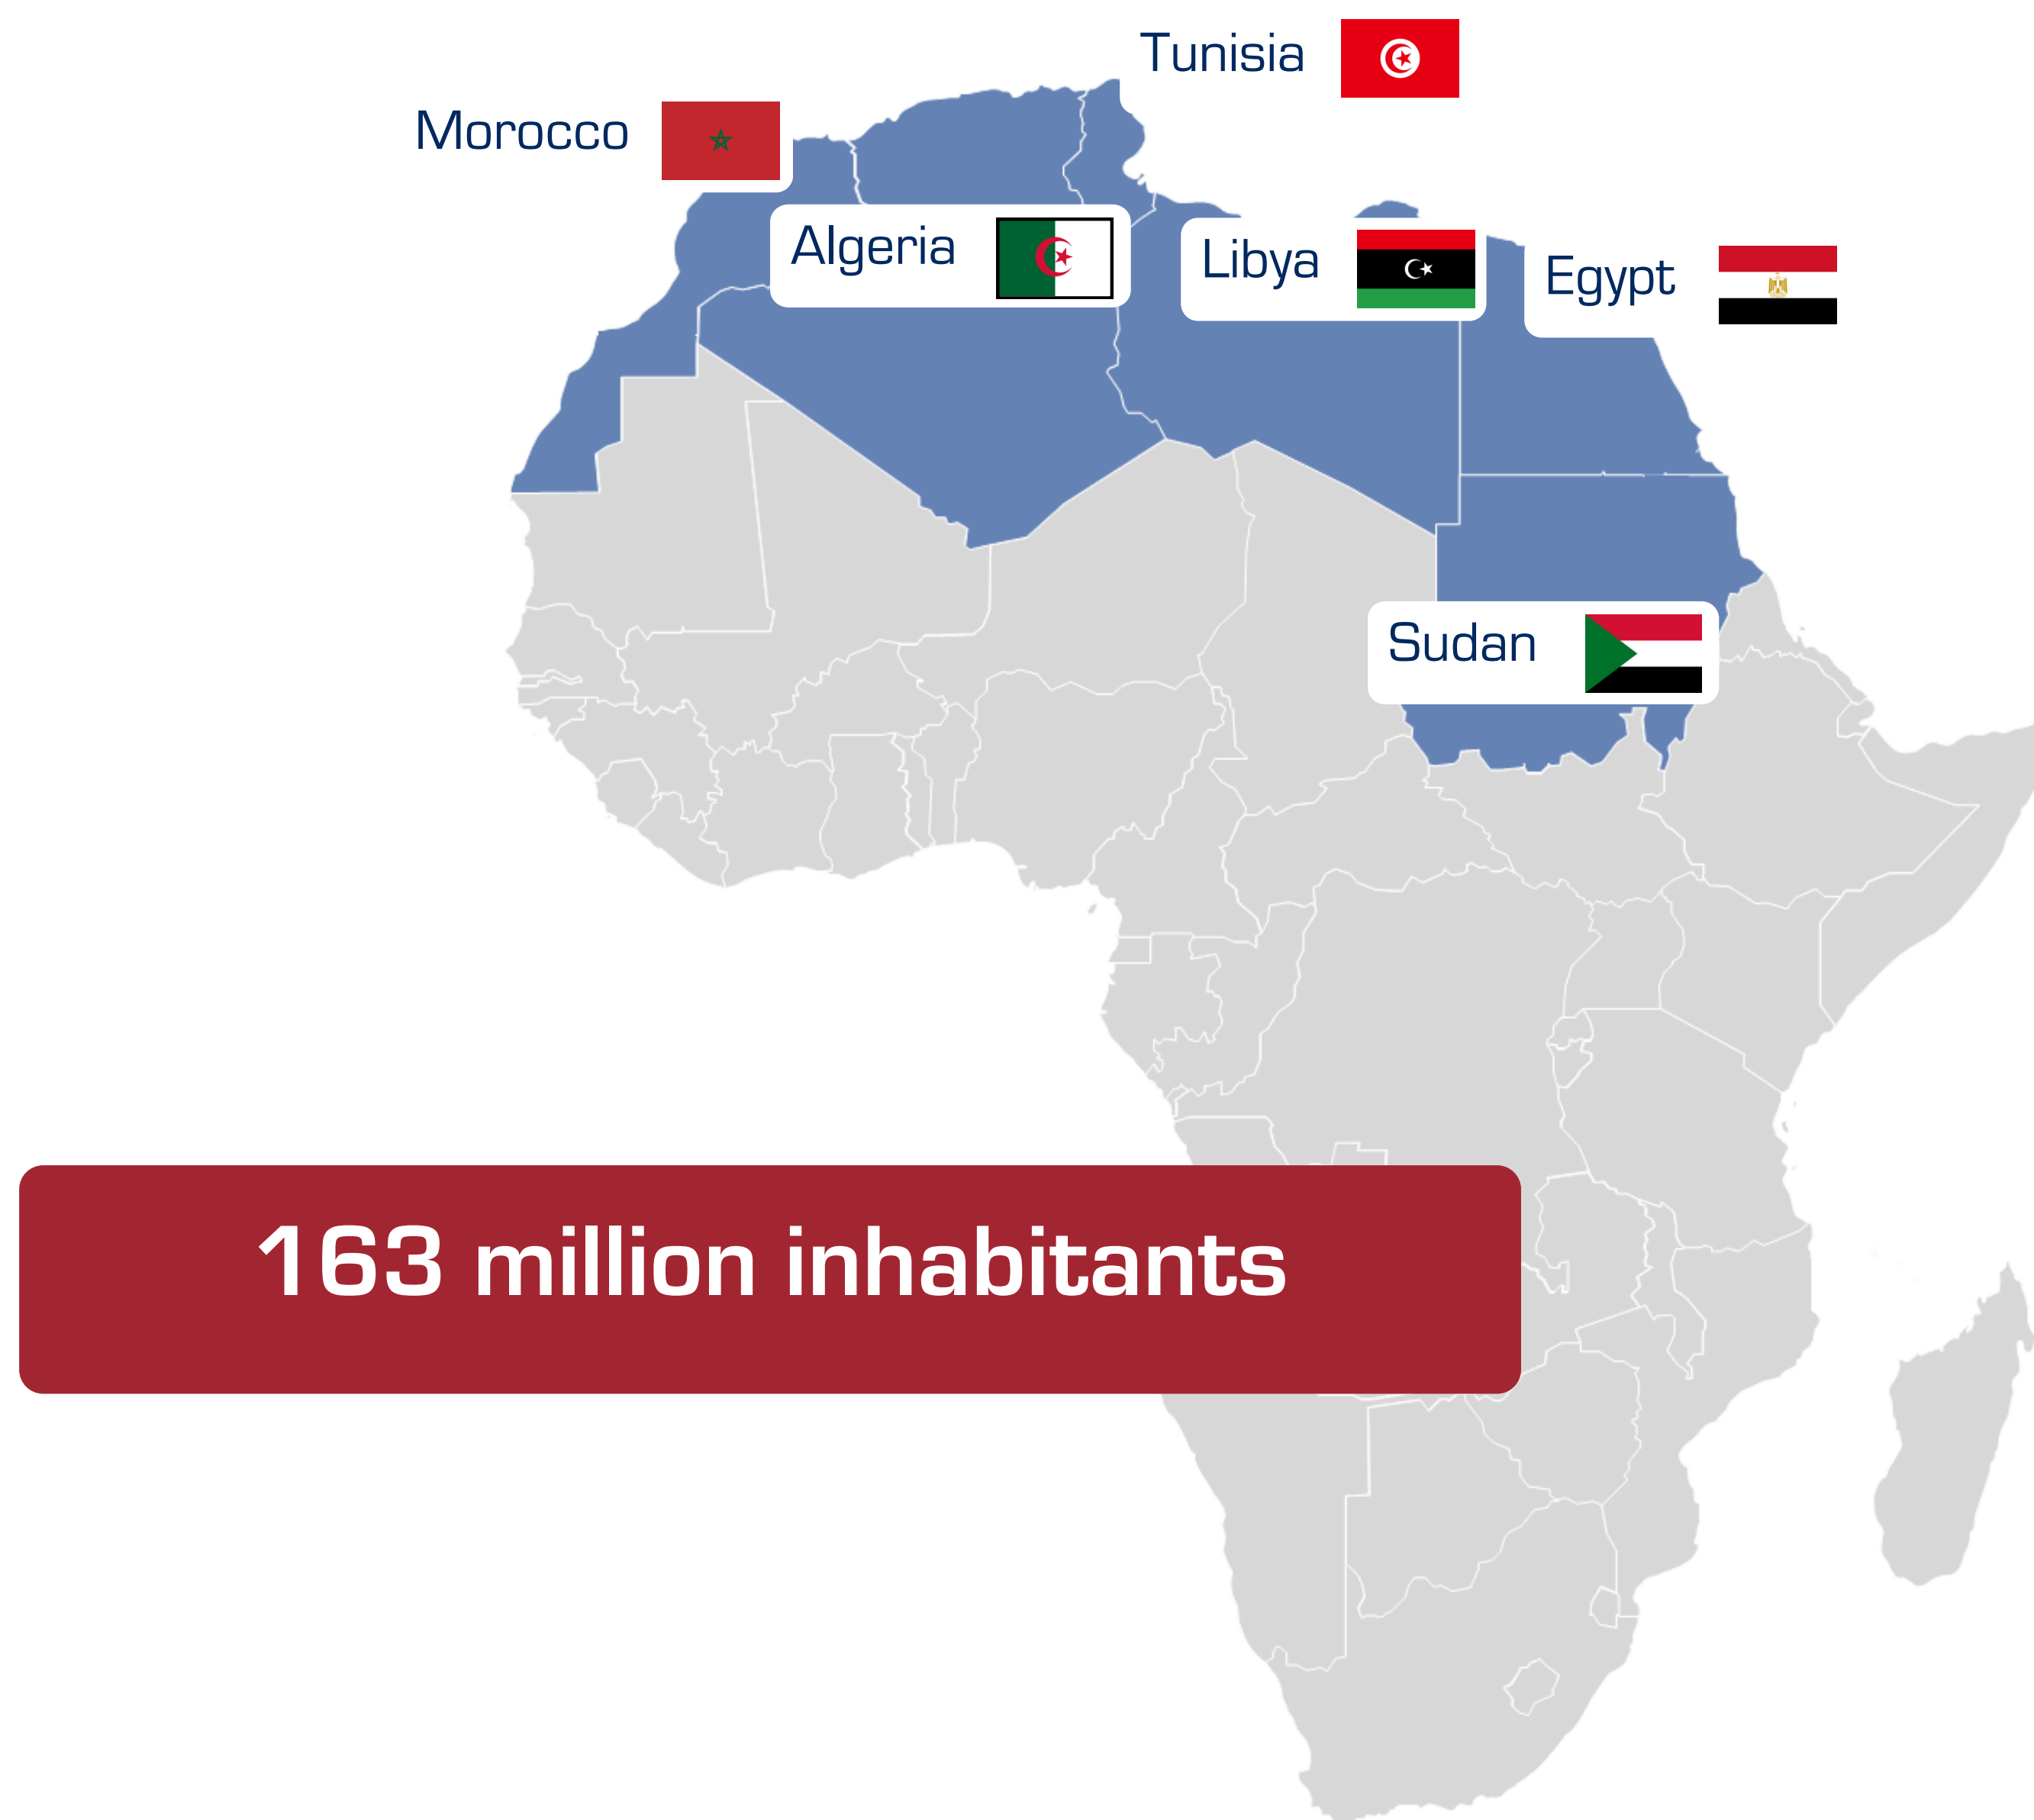 Tunisia
Morocco
Algeria
Libya
Egypt
Sudan
163 million inhabitants